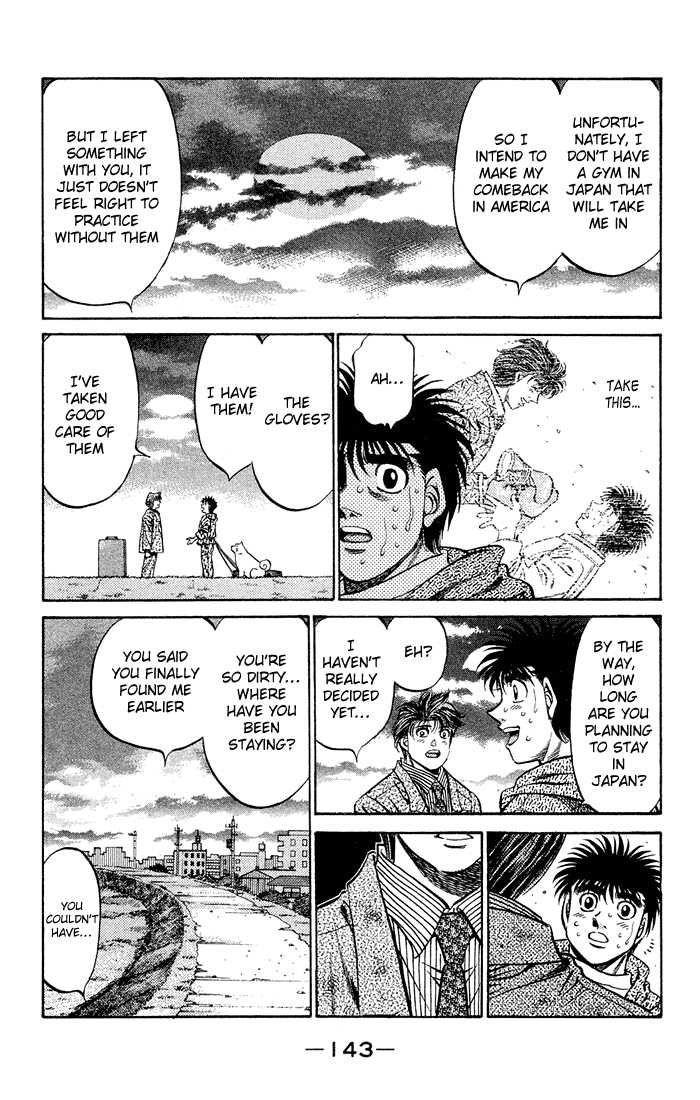 UNFORTU-
NATELY, I
DON'T HAVE
A GYM IN
JAPAN THAT
WILL TAKE
ME IN
SO I
INTEND TO
MAKE MY
COMEBACK
IN AMERICA
BUT I LEFT
SOMETHING
WITH YOU, IT
JUST DOESN'T
FEEL RIGHT TO
PRACTICE
WITHOUT THEM
TAKE
THIS...
AH...
THE
GLOVES?
I HAVE
THEM!
I'VE
TAKEN
GOOD
CARE OF
THEM
BY THE
WAY,
HOW
LONG
ARE YOU
PLANNING
TO STAY
IN
JAPAN?
EH?
I
HAVEN'T
REALLY
DECIDED
YET...
YOU'RE
SO DIRTY...
WHERE
HAVE YOU
BEEN
STAYING?
YOU SAID
YOU FINALLY
FOUND ME
EARLIER
YOU
COULDN'T
HAVE...
—143—